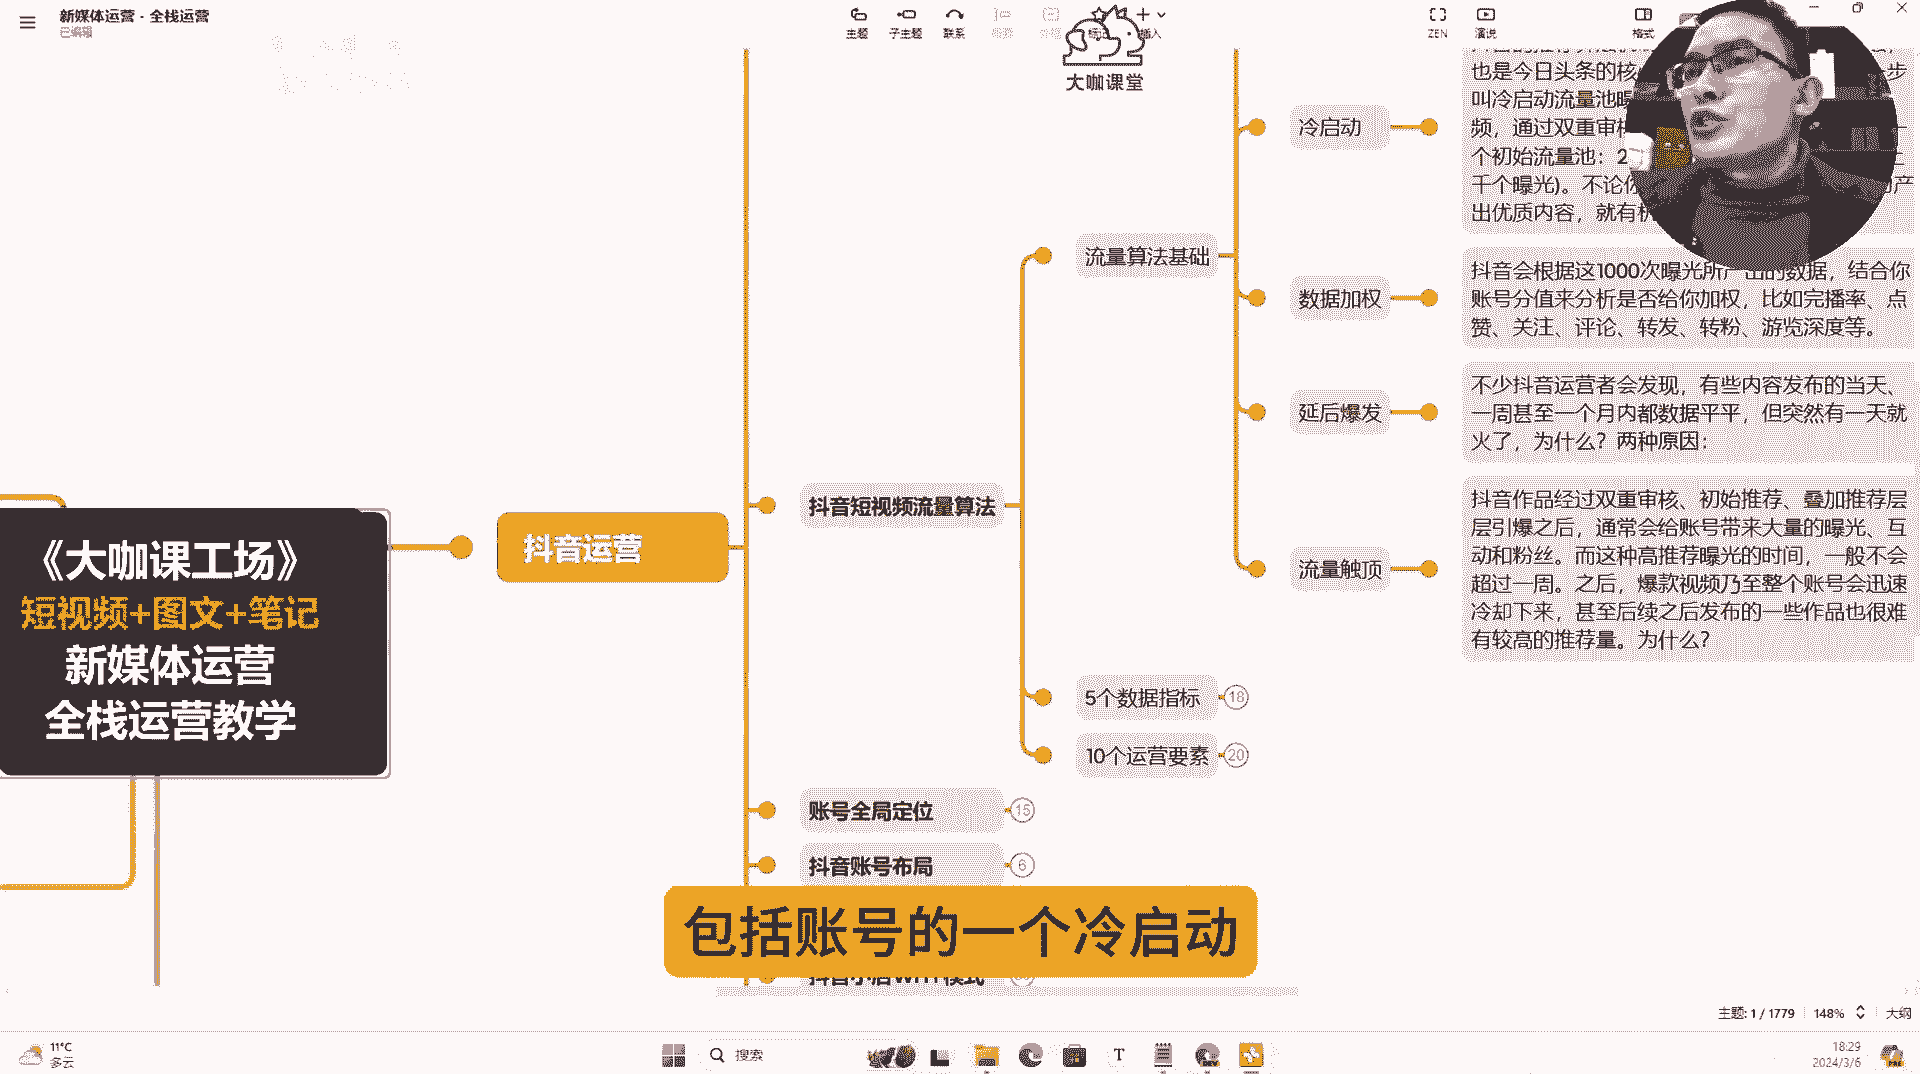 新媒体运营 - 全栈运营
已编辑
主题
子主题
联系
插入
ZEN
演说
格式
大咖课堂
也是今日头条的核
步
叫冷启动流量池曝
频，通过双重审核
个初始流量池：2
千个曝光）。不论你
产
出优质内容，就有机
冷启动
流量算法基础
数据加权
抖音会根据这1000次曝光所产出的数据，结合你
账号分值来分析是否给你加权，比如完播率、点
赞、关注、评论、转发、转粉、游览深度等。
延后爆发
不少抖音运营者会发现，有些内容发布的当天、
一周甚至一个月内都数据平平，但突然有一天就
火了，为什么？两种原因：
抖音短视频流量算法
流量触顶
抖音作品经过双重审核、初始推荐、叠加推荐层
层引爆之后，通常会给账号带来大量的曝光、互
动和粉丝。而这种高推荐曝光的时间，一般不会
超过一周。之后，爆款视频乃至整个账号会迅速
冷却下来，甚至后续之后发布的一些作品也很难
有较高的推荐量。为什么？
抖音运营
《大咖课工场》
短视频+图文+笔记
新媒体运营
全栈运营教学
5个数据指标 18
10个运营要素 20
账号全局定位 15
抖音账号布局 6
包括账号的一个冷启动
主题: 1 / 1779
148%
大纲
11°C
多云
搜索
18:29
2024/3/6